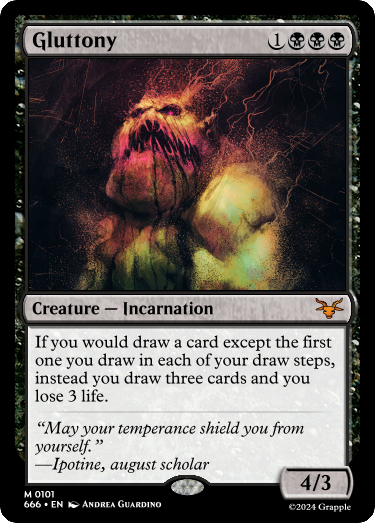 Gluttony 1
Creature — Incarnation
If you would draw a card except the first
one you draw in each of your draw steps,
instead you draw three cards and you
lose 3 life.
“May your temperance shield you from
yourself.”
—Ipotine, august scholar
4/3
M 0101
666 • EN Andrea Guardino
©2024 Grapple